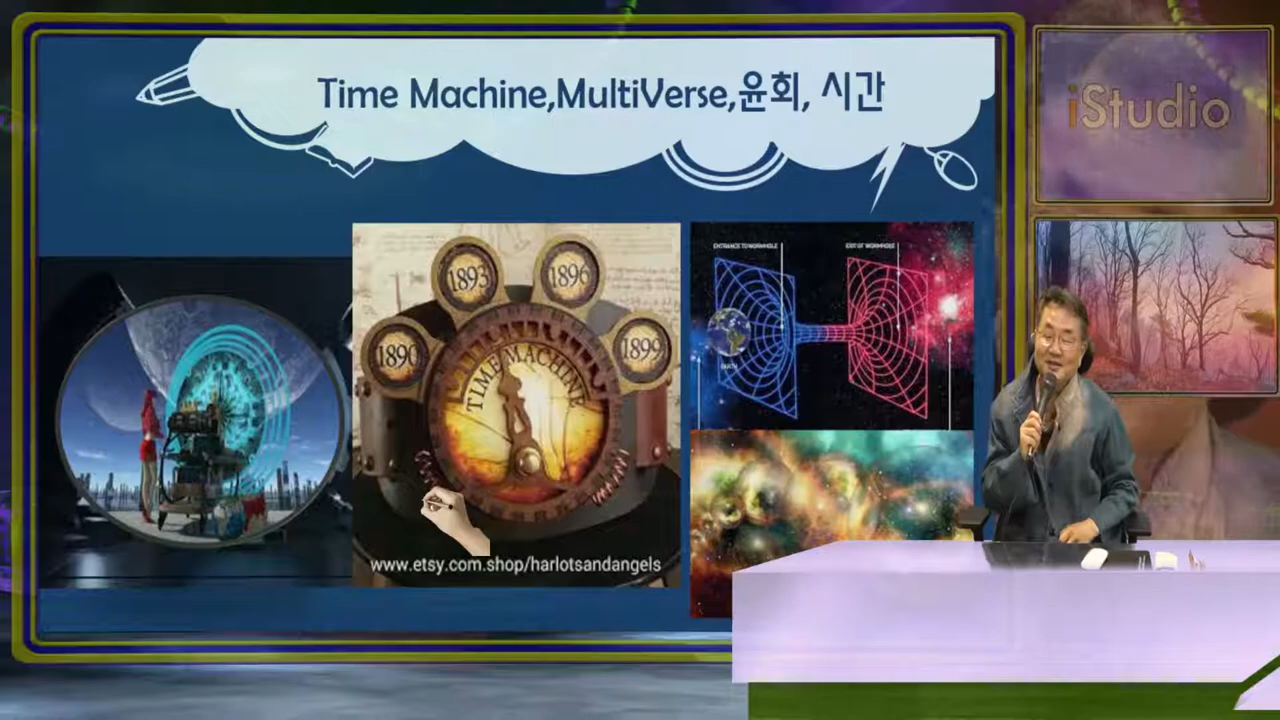 Time Machine,MultiVerse,윤회, 시간
iStudio
ENTRANCE TO WORMHOLE
EXIT OF WORMHOLE
EARTH
1893
1896
1890
1899
TIME MACHINE
www.etsy.com.shop/harlotsandangels